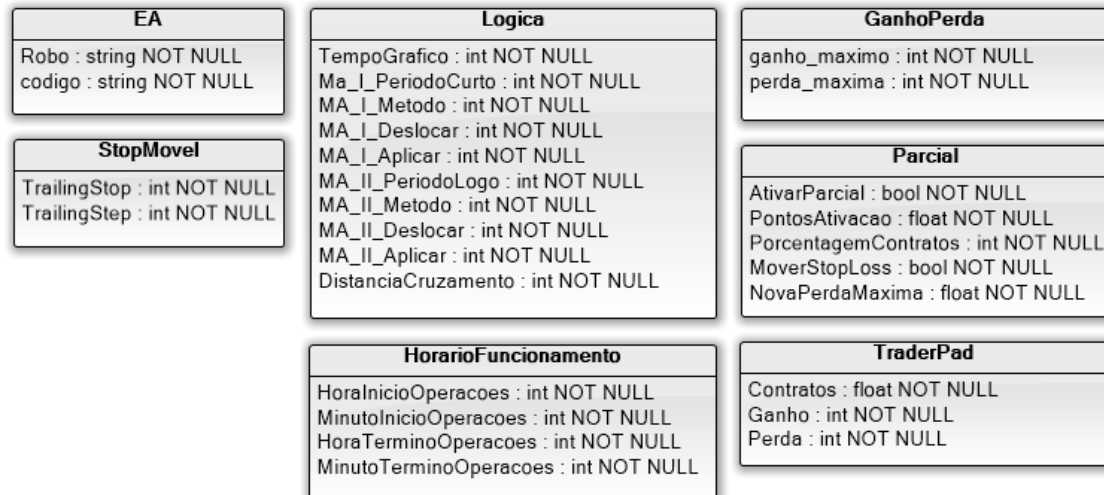 EA
Robo : string NOT NULL
codigo : string NOT NULL
StopMovel
TrailingStop : int NOT NULL
TrailingStep : int NOT NULL
Logica
TempoGrafico : int NOT NULL
Ma_I_PeriodoCurto : int NOT NULL
MA_I_Metodo : int NOT NULL
MA_I_Deslocar : int NOT NULL
MA_I_Aplicar : int NOT NULL
MA_II_PeriodoLogo : int NOT NULL
MA_II_Metodo : int NOT NULL
MA_II_Deslocar : int NOT NULL
MA_II_Aplicar : int NOT NULL
DistanciaCruzamento : int NOT NULL
HorarioFuncionamento
HoraInicioOperacoes : int NOT NULL
MinutoInicioOperacoes : int NOT NULL
HoraTerminoOperacoes : int NOT NULL
MinutoTerminoOperacoes : int NOT NULL
GanhoPerda
ganho_maximo : int NOT NULL
perda_maxima : int NOT NULL
Parcial
AtivarParcial : bool NOT NULL
PontosAtivacao : float NOT NULL
PorcentagemContratos : int NOT NULL
MoverStopLoss : bool NOT NULL
NovaPerdaMaxima : float NOT NULL
TraderPad
Contratos : float NOT NULL
Ganho : int NOT NULL
Perda : int NOT NULL